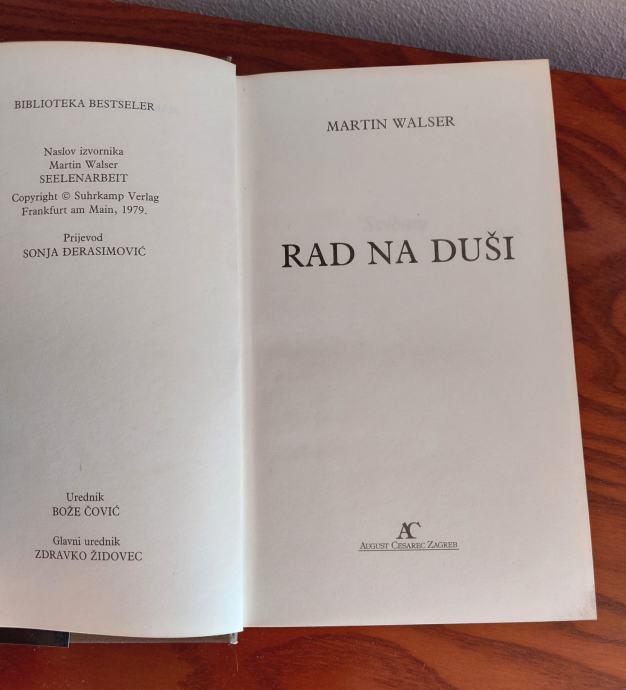 BIBLIOTEKA BESTSELER
Naslov izvornika
Martin Walser
SEELENARBEIT
Copyright © Suhrkamp Verlag
Frankfurt am Main, 1979.
Prijevod
SONJA ĐERASIMOVIĆ
Urednik
BOŽE ČOVIĆ
Glavni urednik
ZDRAVKO ŽIDOVEC
MARTIN WALSER
RAD NA DUŠI
AC
AUGUST CESAREC ZAGREB